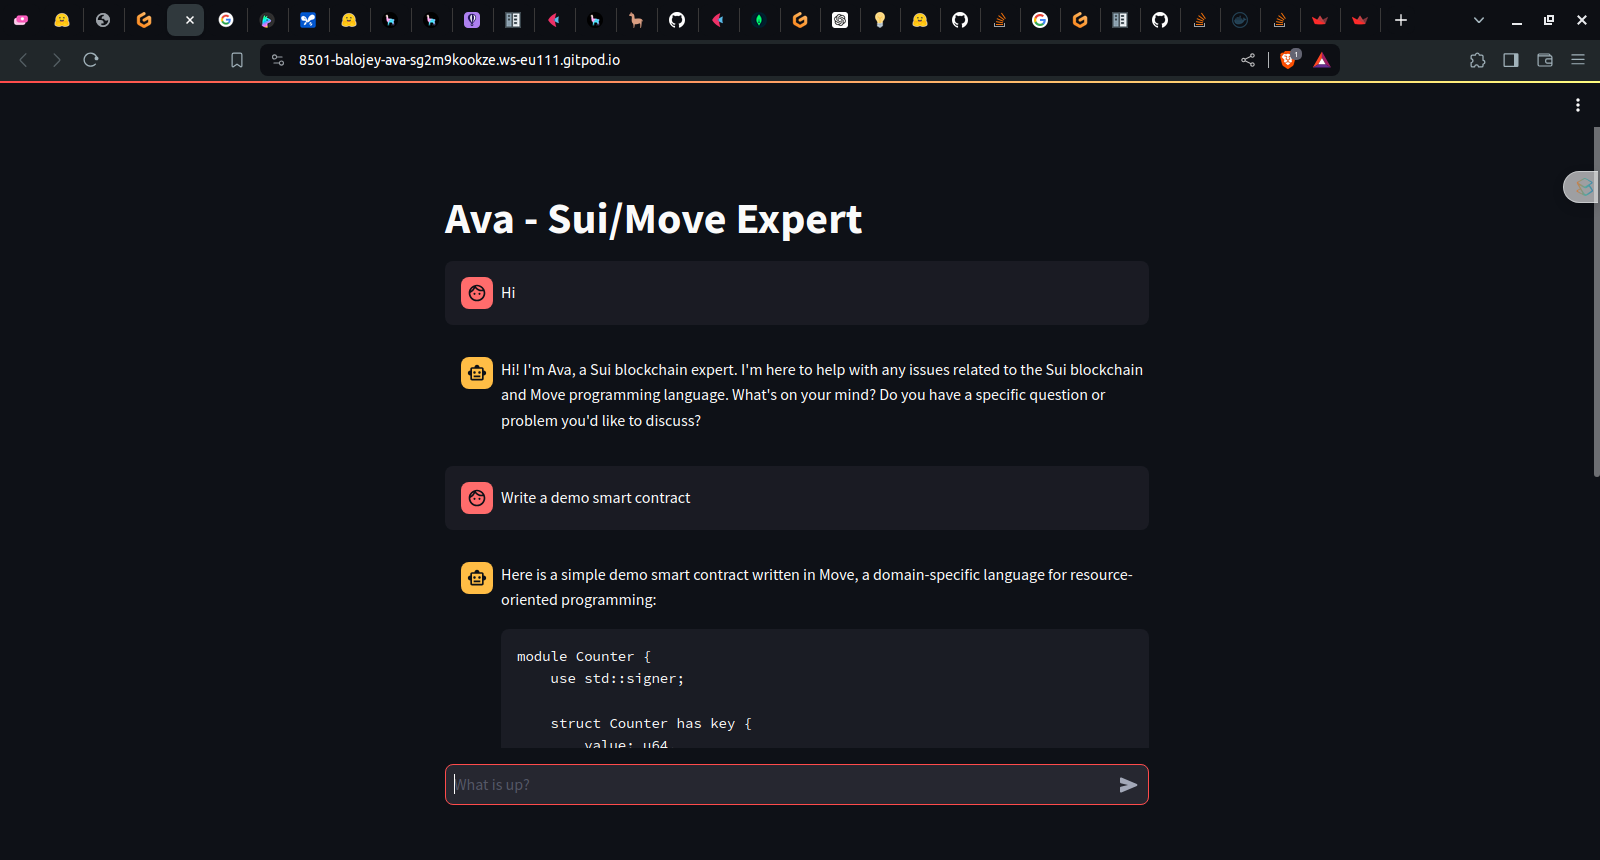 8501-balojey-ava-sg2m9kookze.ws-eu111.gitpod.io
1
Ava - Sui/Move Expert
Hi
Hi! I'm Ava, a Sui blockchain expert. I'm here to help with any issues related to the Sui blockchain
and Move programming language. What's on your mind? Do you have a specific question or
problem you'd like to discuss?
Write a demo smart contract
Here is a simple demo smart contract written in Move, a domain-specific language for resource-
oriented programming:
module Counter {
    use std::signer;
    struct Counter has key {
        value: u64,
What is up?